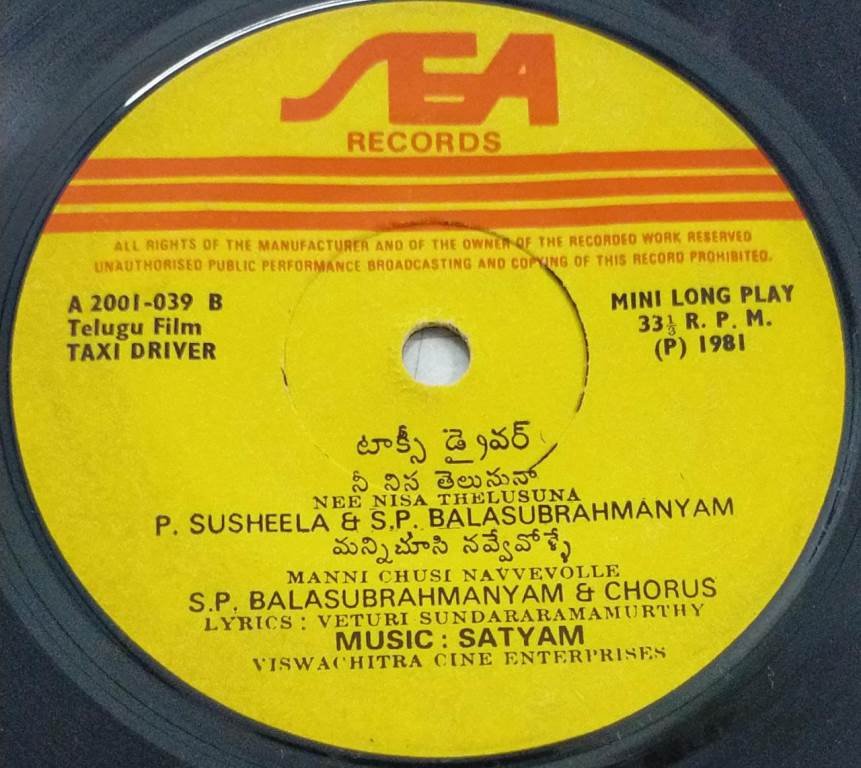 SEA
RECORDS
ALL RIGHTS OF THE MANUFACTURER AND OF THE OWNER OF THE RECORDED WORK RESERVED
UNAUTHORISED PUBLIC PERFORMANCE BROADCASTING AND COPYING OF THIS RECORD PROHIBITED.
A 2001-039 B
Telugu Film
TAXI DRIVER
MINI LONG PLAY
33⅓ R. P. M.
(P) 1981
టాక్సీ డ్రైవర్
నీ నిస తెలుసునా
NEE NISA THELUSUNA
P. SUSHEELA & S.P. BALASUBRAHMANYAM
మన్నిచూసి నవ్వేవోళ్ళే
MANNI CHUSI NAVVEVOLLE
S.P. BALASUBRAHMANYAM & CHORUS
LYRICS : VETURI SUNDARARAMAMURTHY
MUSIC : SATYAM
VISWACHITRA CINE ENTERPRISES